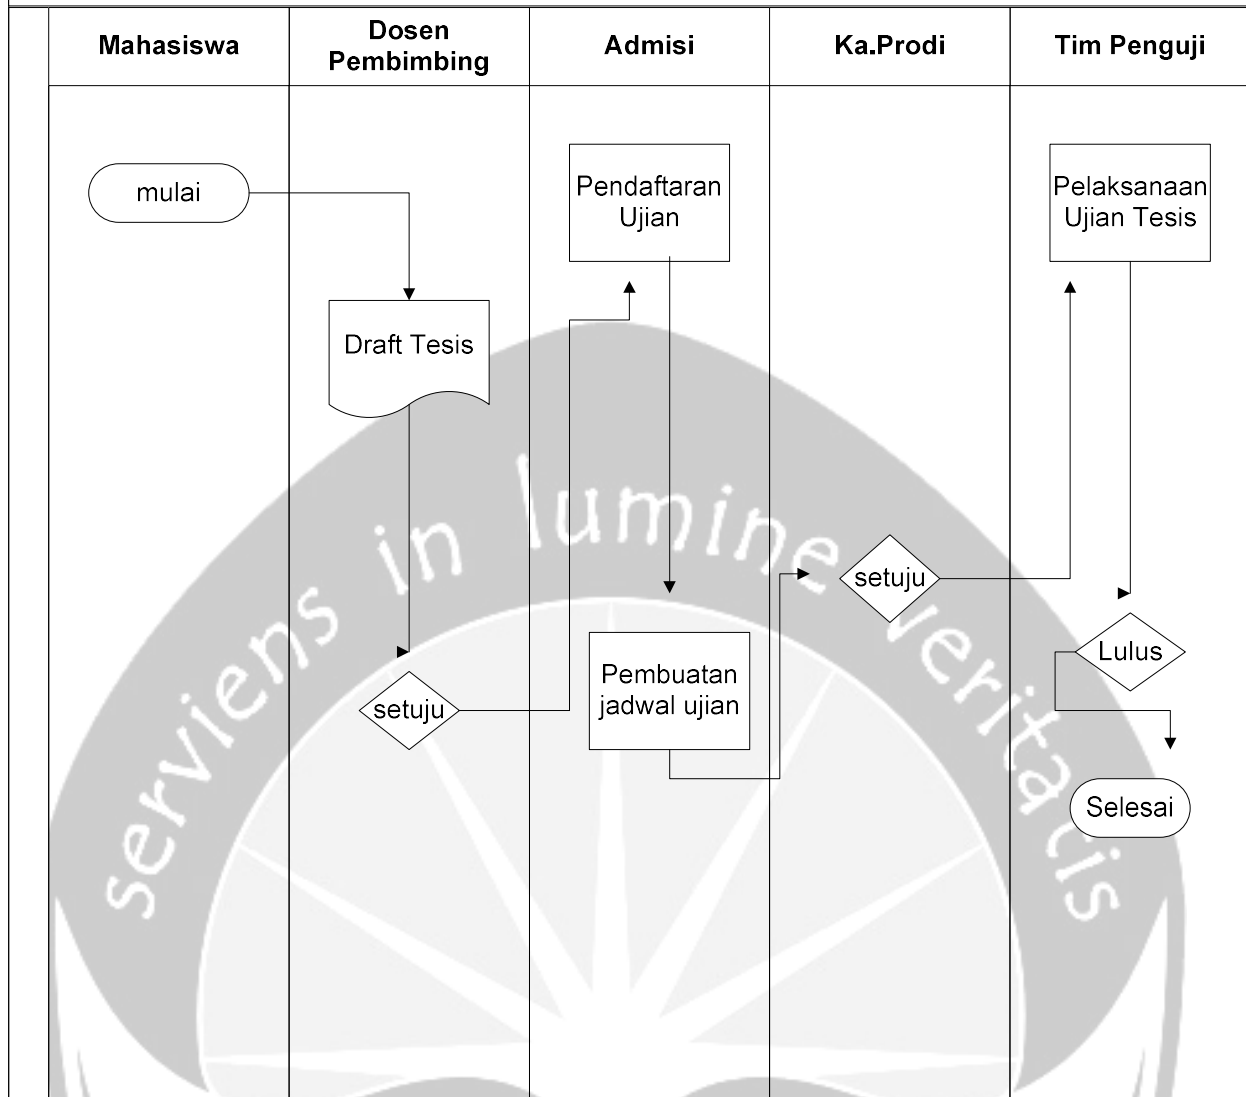 Mahasiswa
Dosen
Pembimbing
Admisi
Ka.Prodi
Tim Penguji
mulai
Pendaftaran
Ujian
Pelaksanaan
Ujian Tesis
Draft Tesis
setuju
Lulus
Pembuatan
jadwal ujian
setuju
Selesai
serviens in lumine veritatis